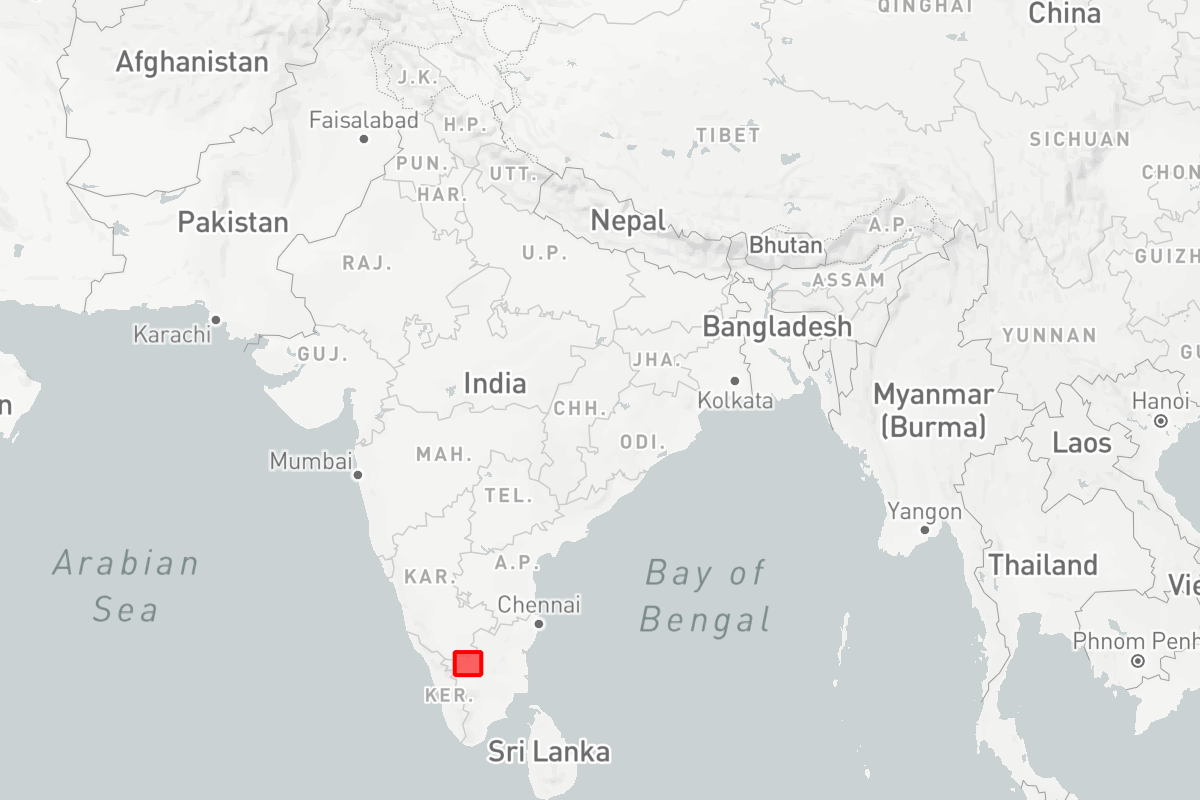 QINGHAI
China
Afghanistan
J.K.
Faisalabad
H.P.
TIBET
SICHUAN
PUN.
UTT.
CHON
HAR.
Pakistan
Nepal
A.P.
Bhutan
U.P.
GUIZH
RAJ.
ASSAM
Karachi
Bangladesh
YUNNAN
GUJ.
JHA.
GU
India
Kolkata
Myanmar
(Burma)
Hanoi
n
CHH.
ODI.
Laos
MAH.
Mumbai
TEL.
Yangon
Arabian
Sea
A.P.
KAR.
Bay of
Bengal
Thailand
Vie
Chennai
Phnom Penh
KER.
Sri Lanka